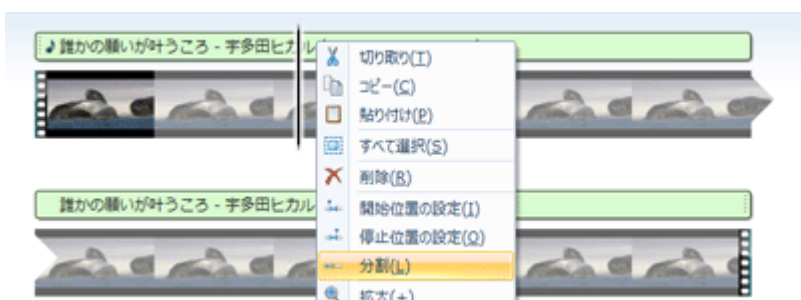 ♪誰かの願いが叶うころ - 宇多田ヒカル
切り取り(T)
コピー(C)
貼り付け(P)
すべて選択(S)
削除(R)
誰かの願いが叶うころ - 宇多田ヒカル
開始位置の設定(I)
停止位置の設定(O)
分割(L)
拡大(+)